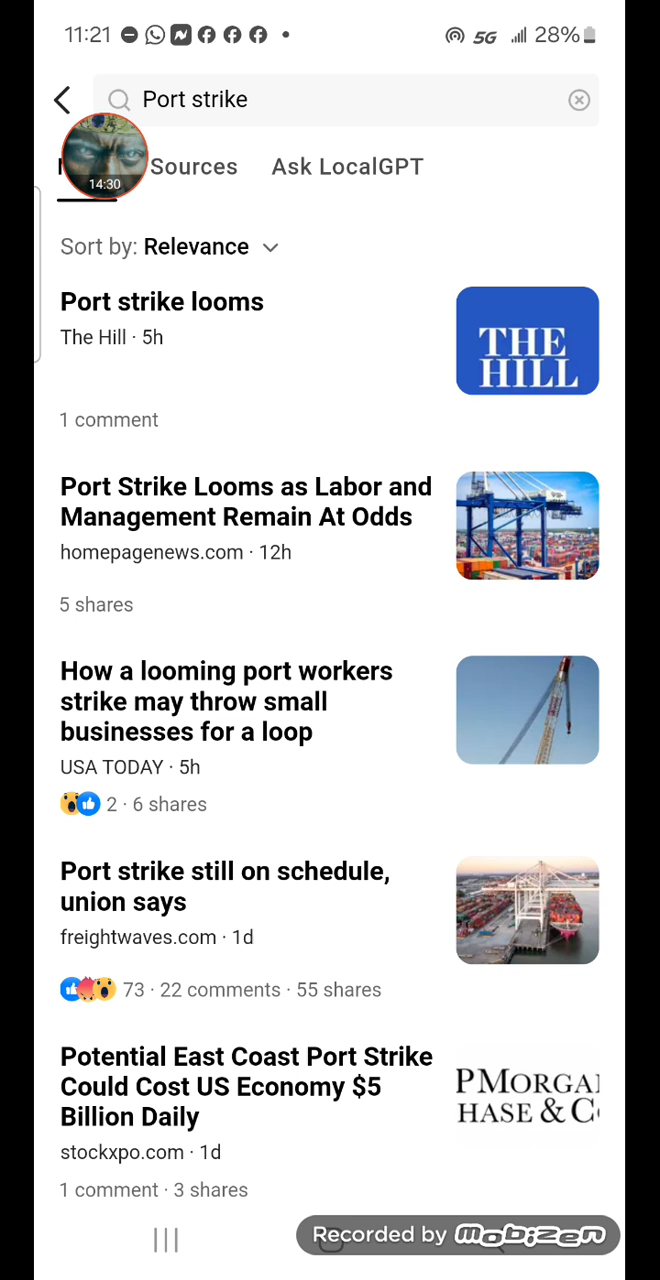 11:21
5G 28%
Port strike
14:30
Sources Ask LocalGPT
Sort by: Relevance
Port strike looms
The Hill · 5h
THE
HILL
1 comment
Port Strike Looms as Labor and
Management Remain At Odds
homepagenews.com · 12h
5 shares
How a looming port workers
strike may throw small
businesses for a loop
USA TODAY · 5h
2 · 6 shares
Port strike still on schedule,
union says
freightwaves.com · 1d
73 · 22 comments · 55 shares
Potential East Coast Port Strike
Could Cost US Economy $5
Billion Daily
PMORGA
HASE & C
stockxpo.com · 1d
1 comment · 3 shares
Recorded by mobizen